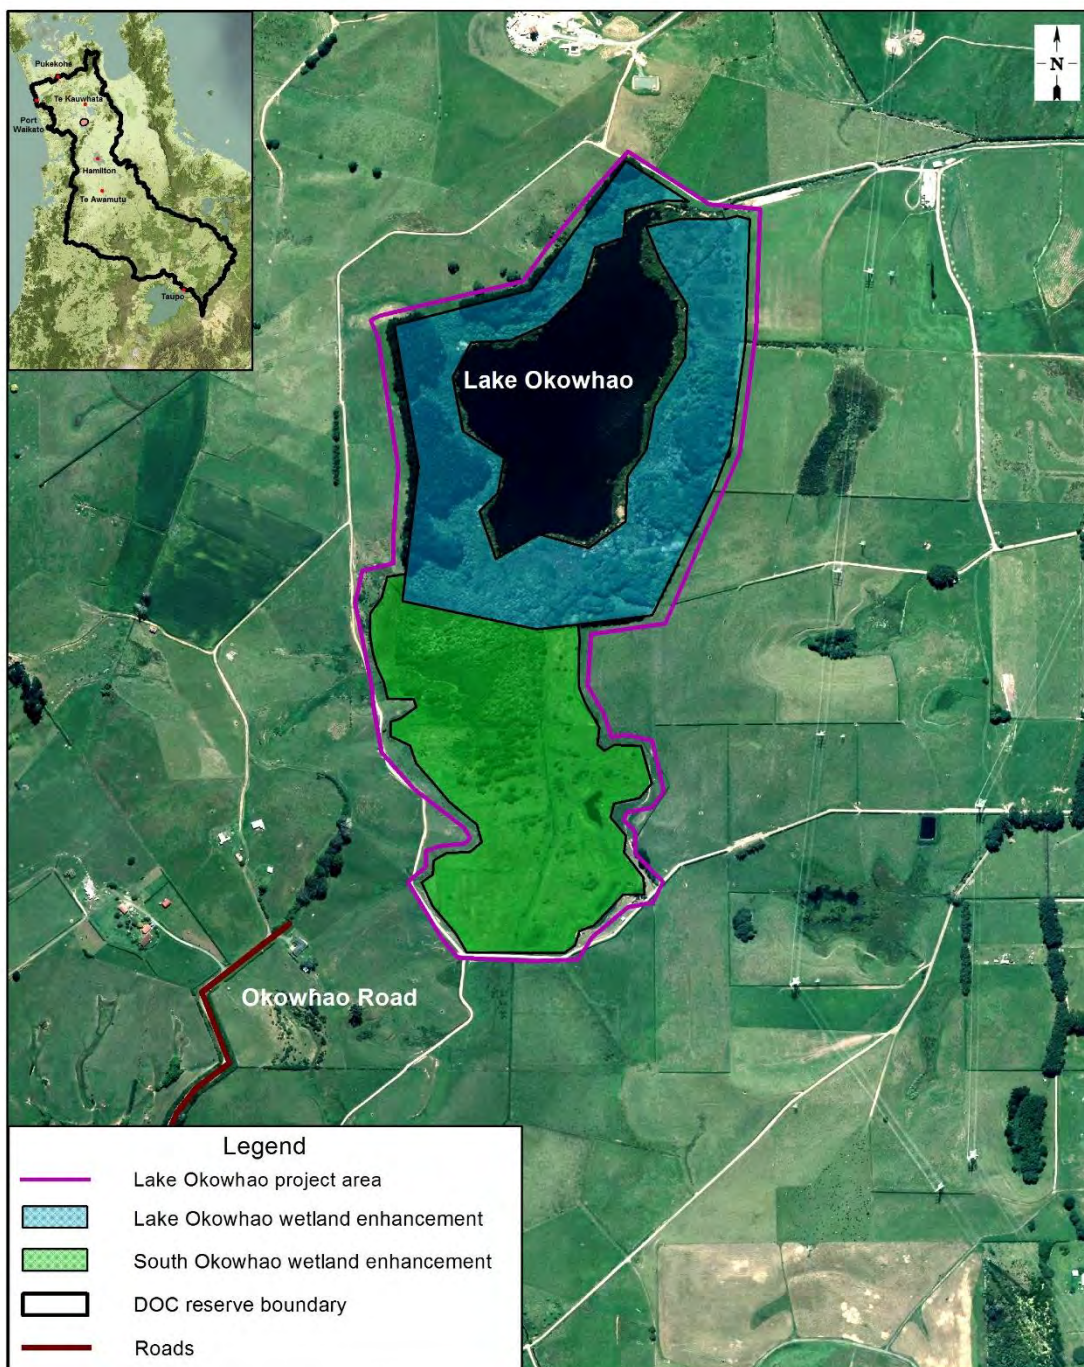 Pukekohe
Te Kauwhata
Port
Waikato
Hamilton
Te Awamutu
Taupo
N
Lake Okowhao
Okowhao Road
Legend
Lake Okowhao project area
Lake Okowhao wetland enhancement
South Okowhao wetland enhancement
DOC reserve boundary
Roads